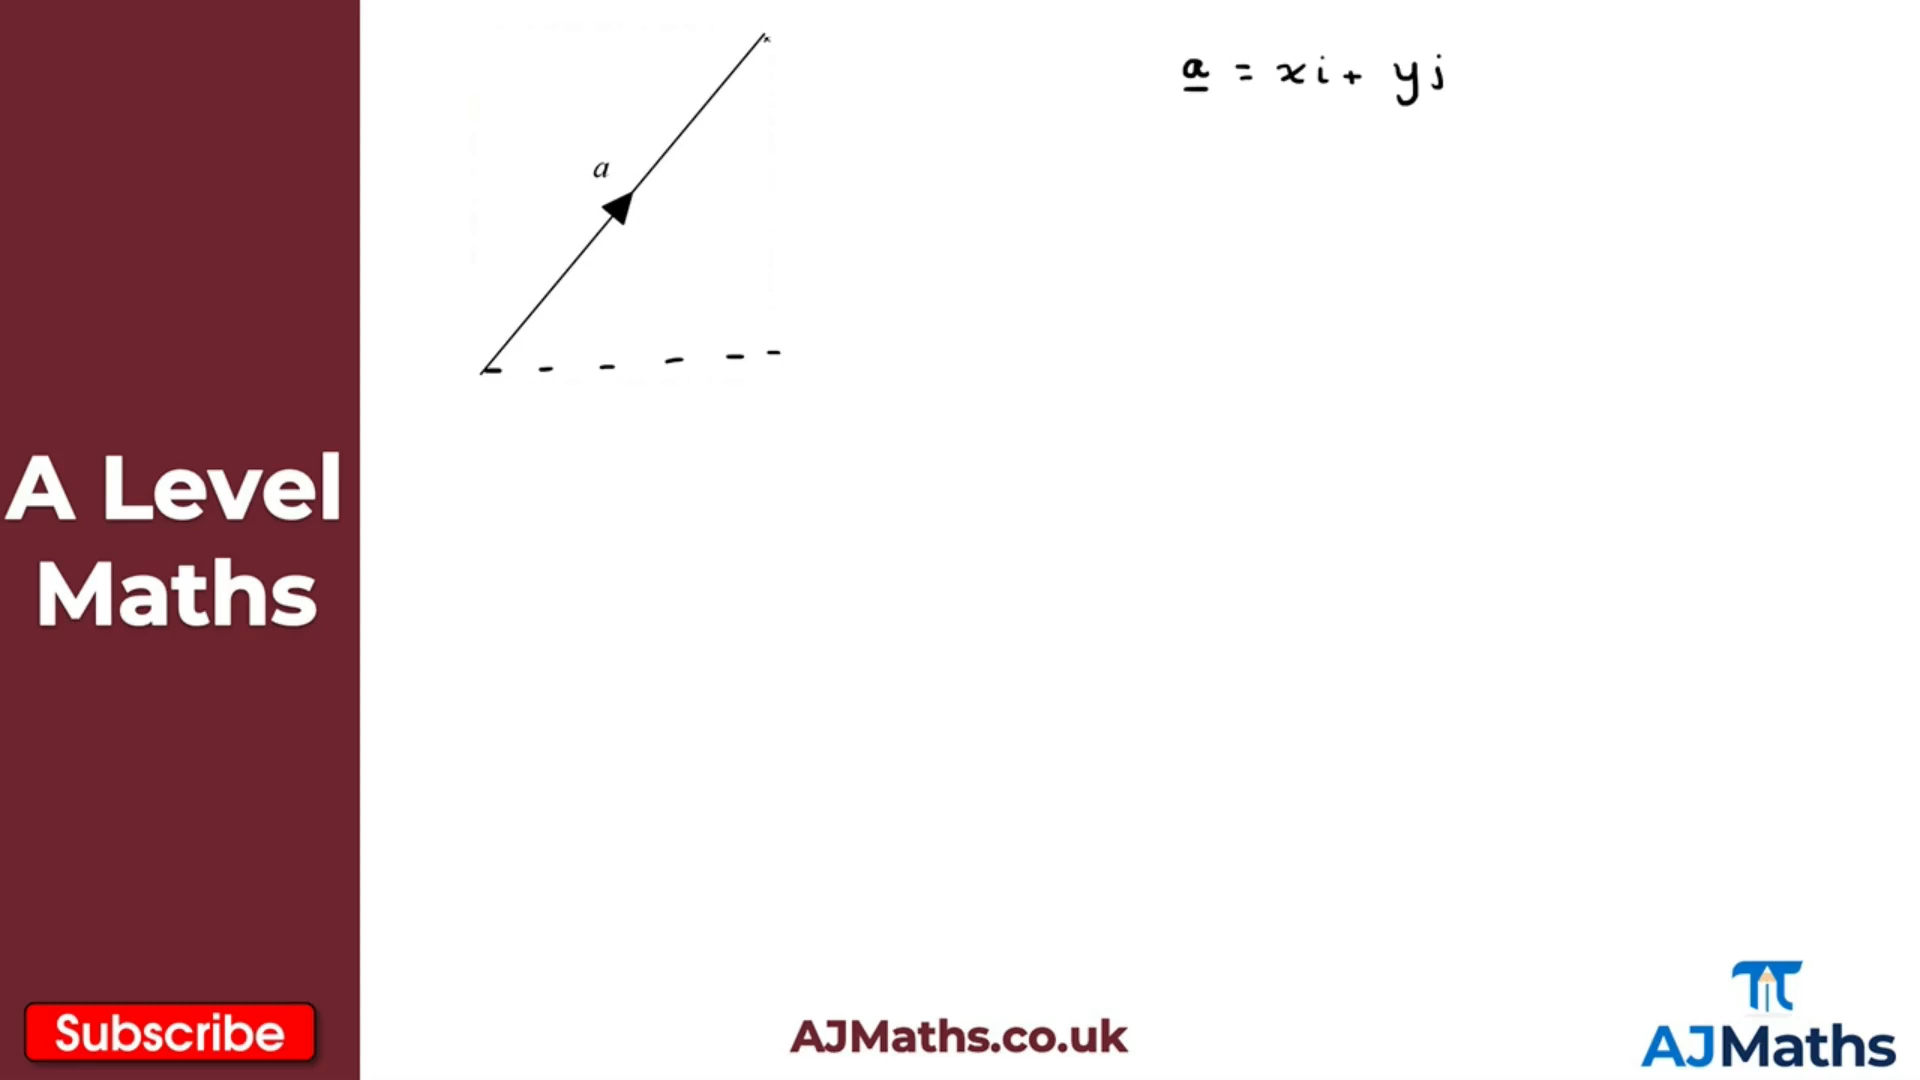 a = xi + yj
a
A Level
Maths
Subscribe
AJMaths.co.uk
AJMaths